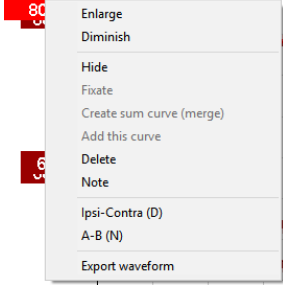 80
Enlarge
Diminish
Hide
Fixate
Create sum curve (merge)
Add this curve
Delete
6
Note
Ipsi-Contra (D)
A-B (N)
Export waveform